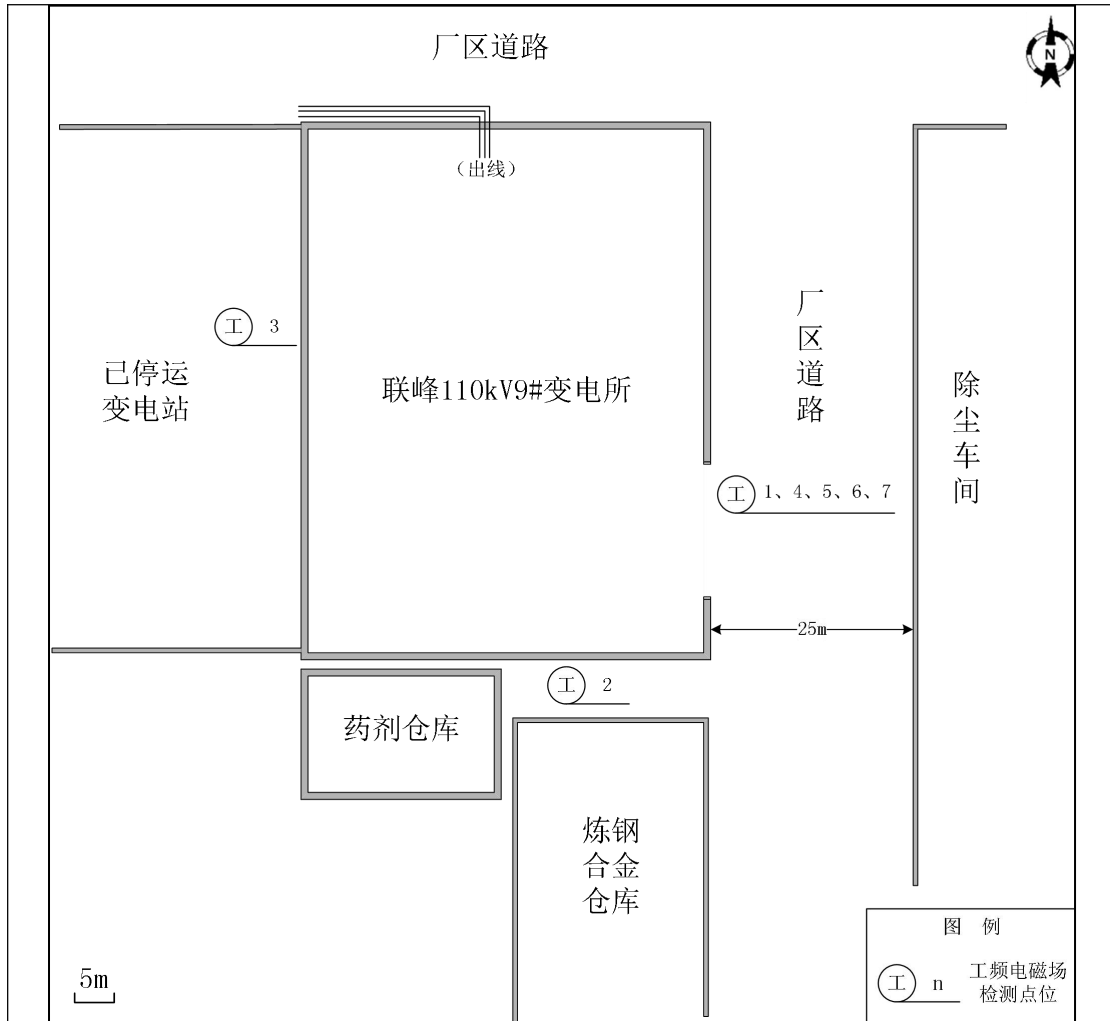 厂区道路
N
(出线)
厂
区
道
路
工 3
已停运
变电站
联峰110kV9#变电所
除
尘
车
间
工 1、4、5、6、7
25m
工 2
药剂仓库
炼钢
合金
仓库
图 例
工 n 工频电磁场
检测点位
5m